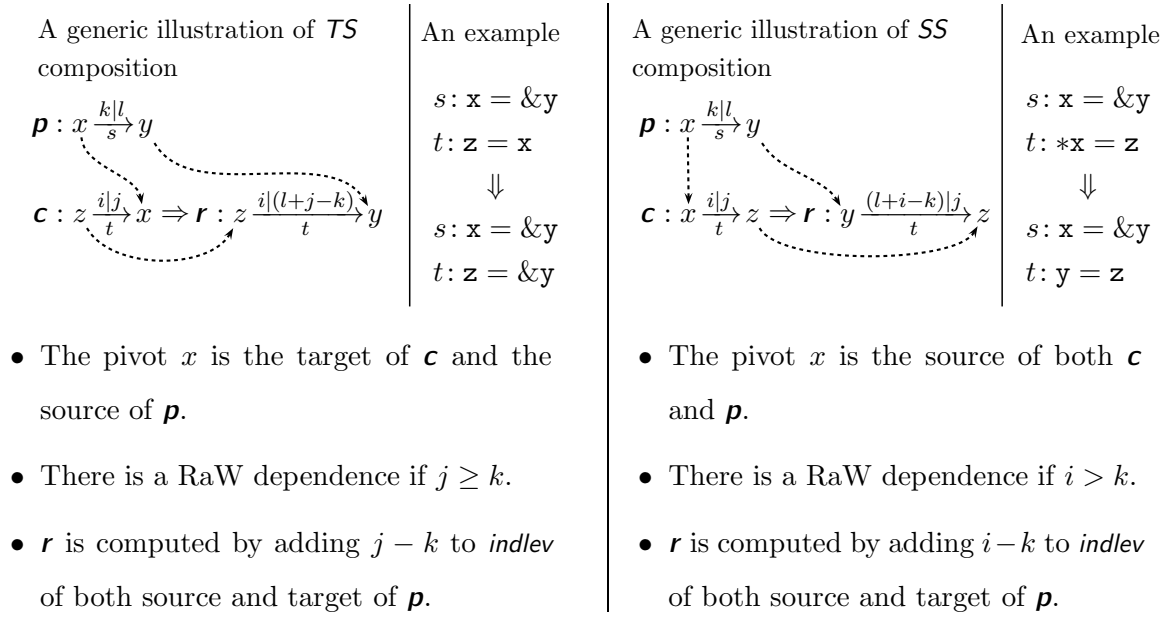 A generic illustration of TS
composition
p : x k|l→s y
c : z i|j→t x ⇒ r : z i|(l+j−k)→t y
An example
s: x = &y
t: z = x
⇓
s: x = &y
t: z = &y
• The pivot x is the target of c and the
source of p.
• There is a RaW dependence if j ≥ k.
• r is computed by adding j − k to indlev
of both source and target of p.
A generic illustration of SS
composition
p : x k|l→s y
c : x i|j→t z ⇒ r : y (l+i−k)|j→t z
An example
s: x = &y
t: *x = z
⇓
s: x = &y
t: y = z
• The pivot x is the source of both c
and p.
• There is a RaW dependence if i > k.
• r is computed by adding i−k to indlev
of both source and target of p.